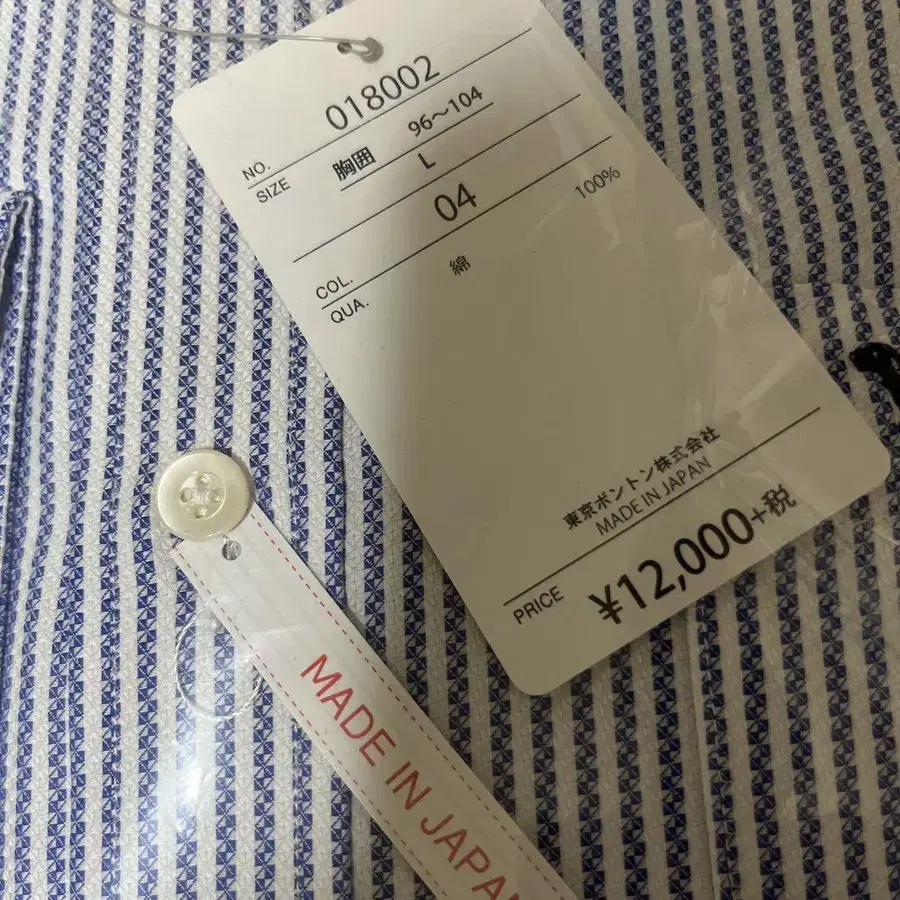 NO. 018002
SIZE 胸囲 96~104
L
COL. 04
QUA. 綿 100%
東京ボントン株式会社
MADE IN JAPAN
PRICE ¥12,000+税
MADE IN JAPAN